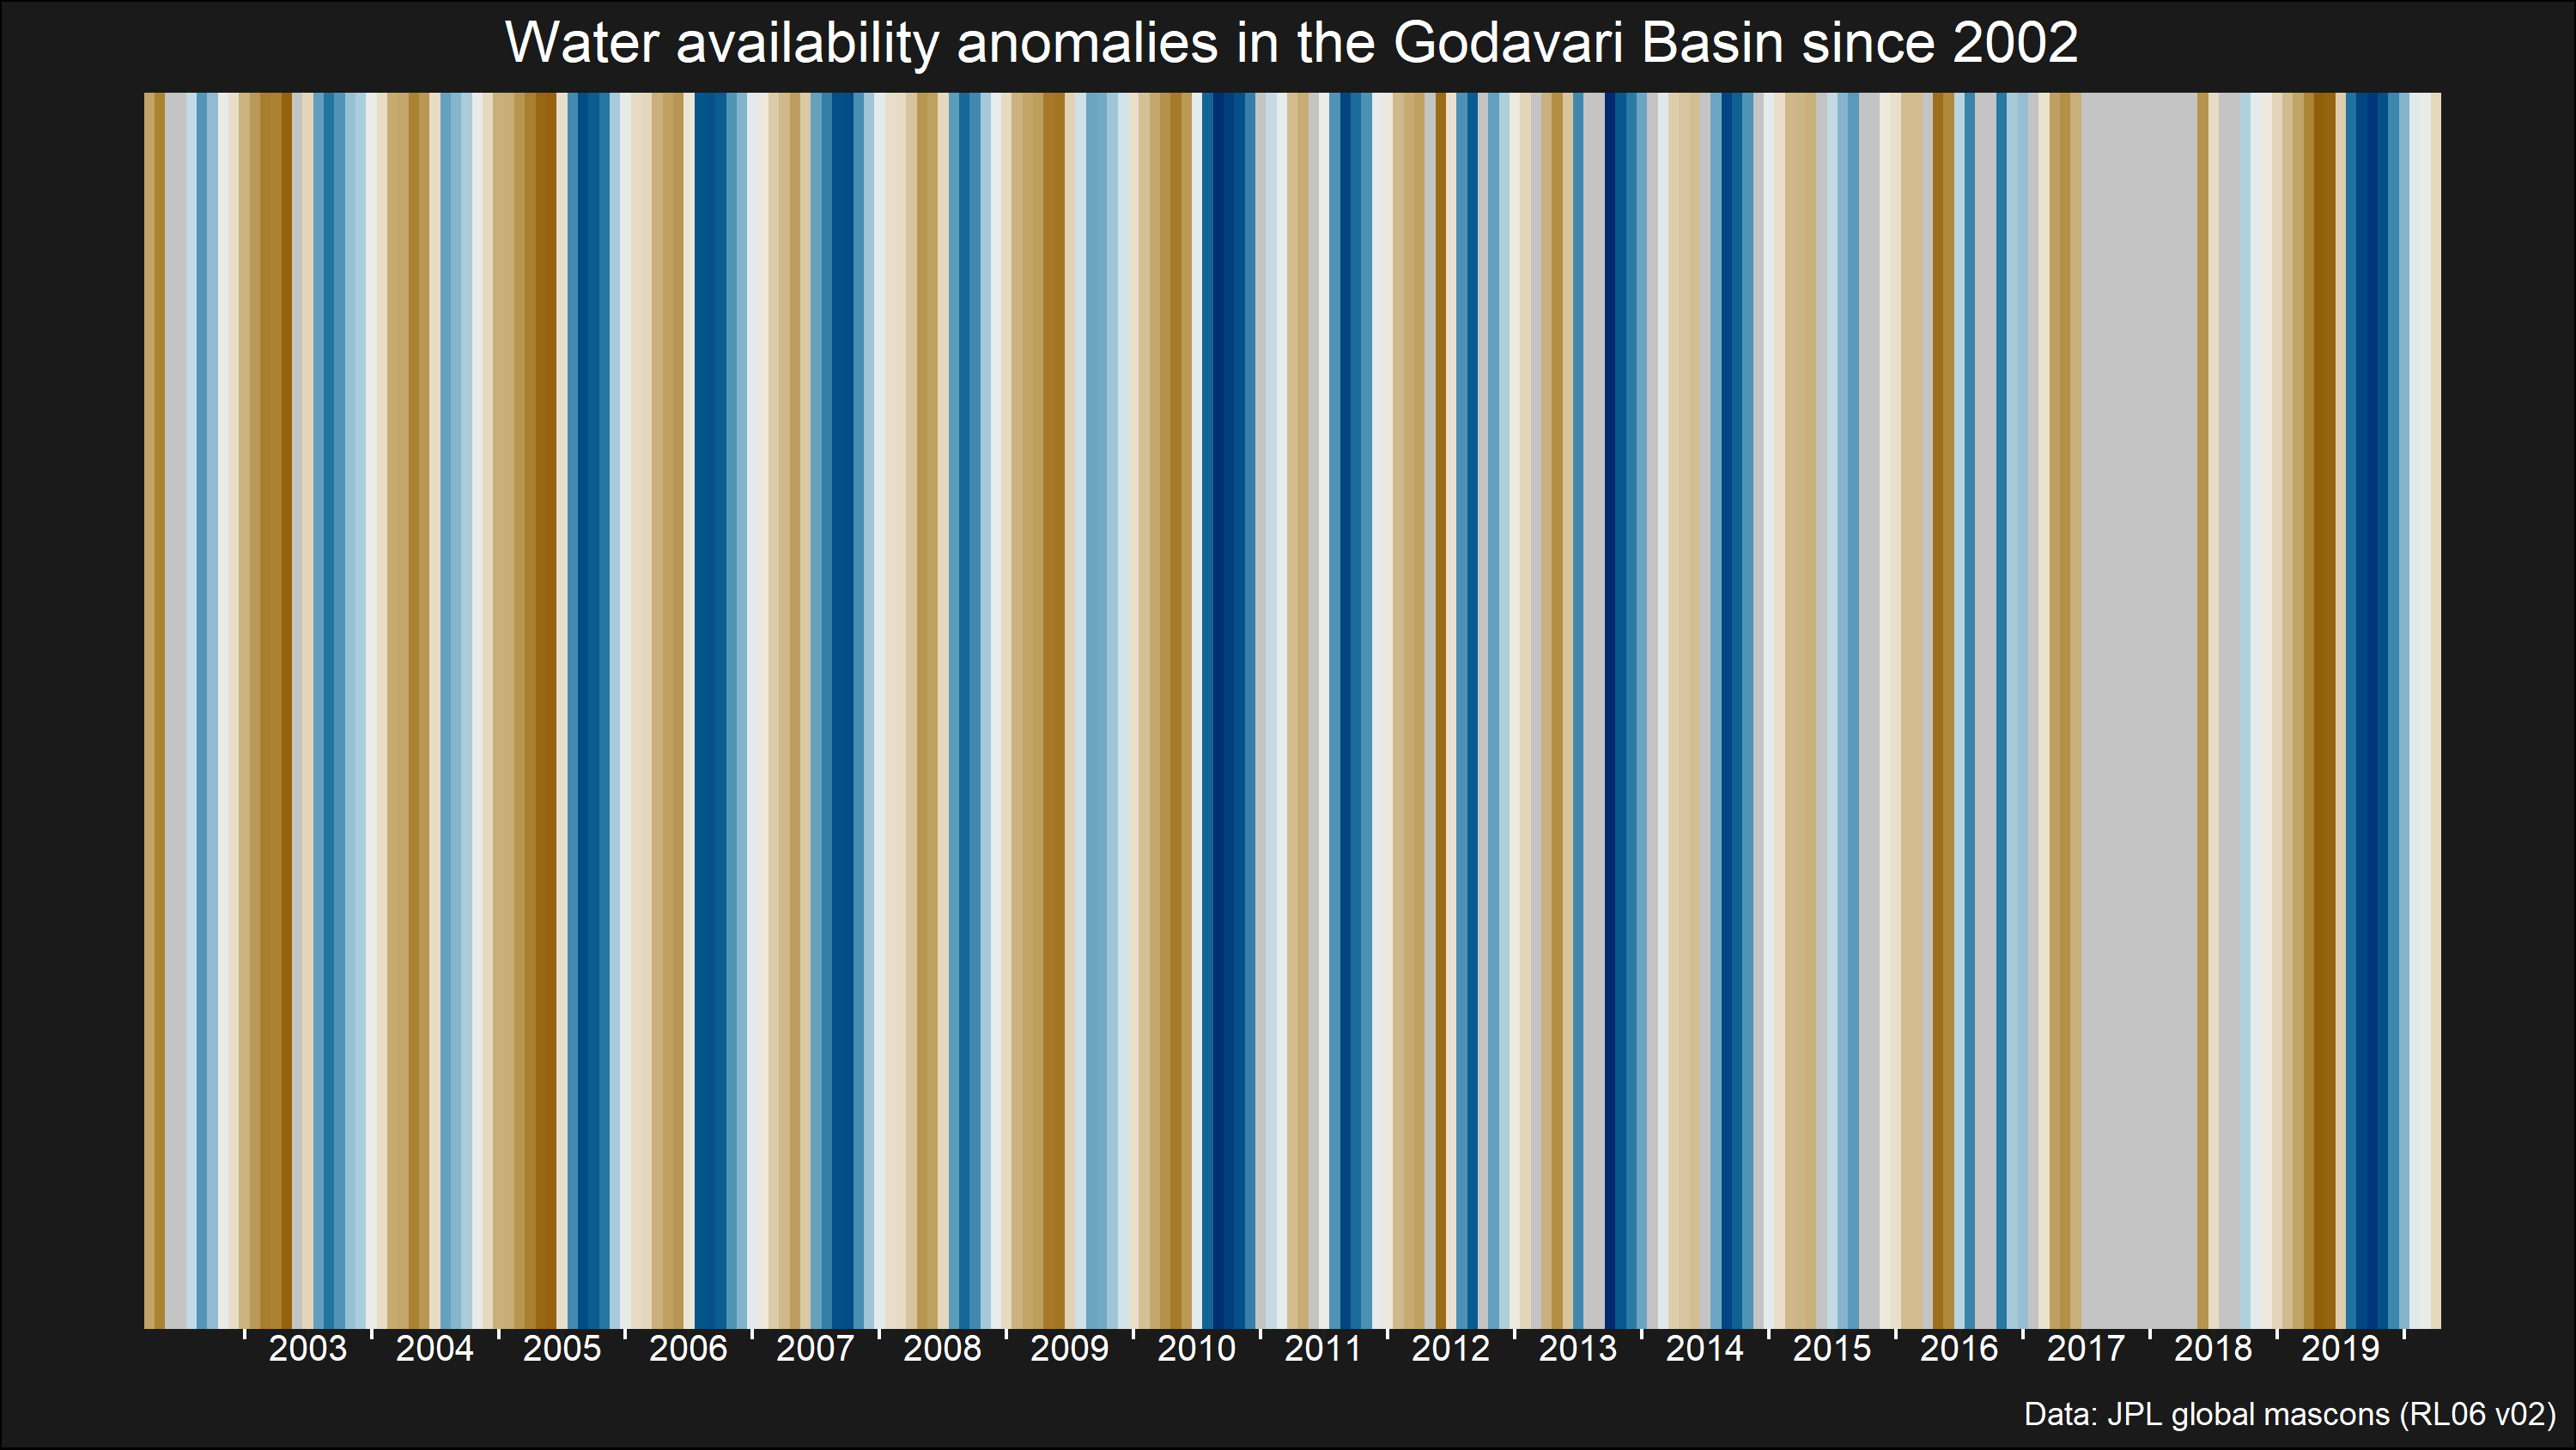 Water availability anomalies in the Godavari Basin since 2002
2003 2004 2005 2006 2007 2008 2009 2010 2011 2012 2013 2014 2015 2016 2017 2018 2019
Data: JPL global mascons (RL06 v02)